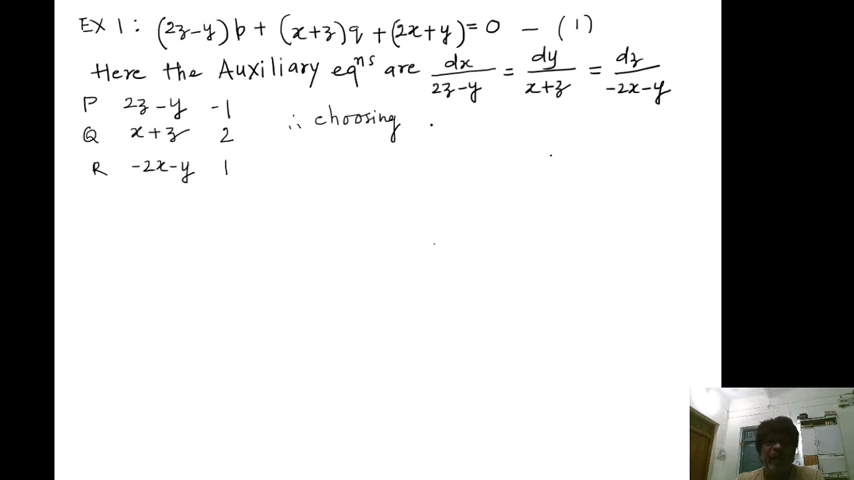 EX 1: (2z-y)p + (x+z)q + (2x+y) = 0 - (1)
Here the Auxiliary eqns are dx/(2z-y) = dy/(x+z) = dz/(-2x-y)
P 2z-y -1
Q x+z 2 ∴ choosing
R -2x-y 1